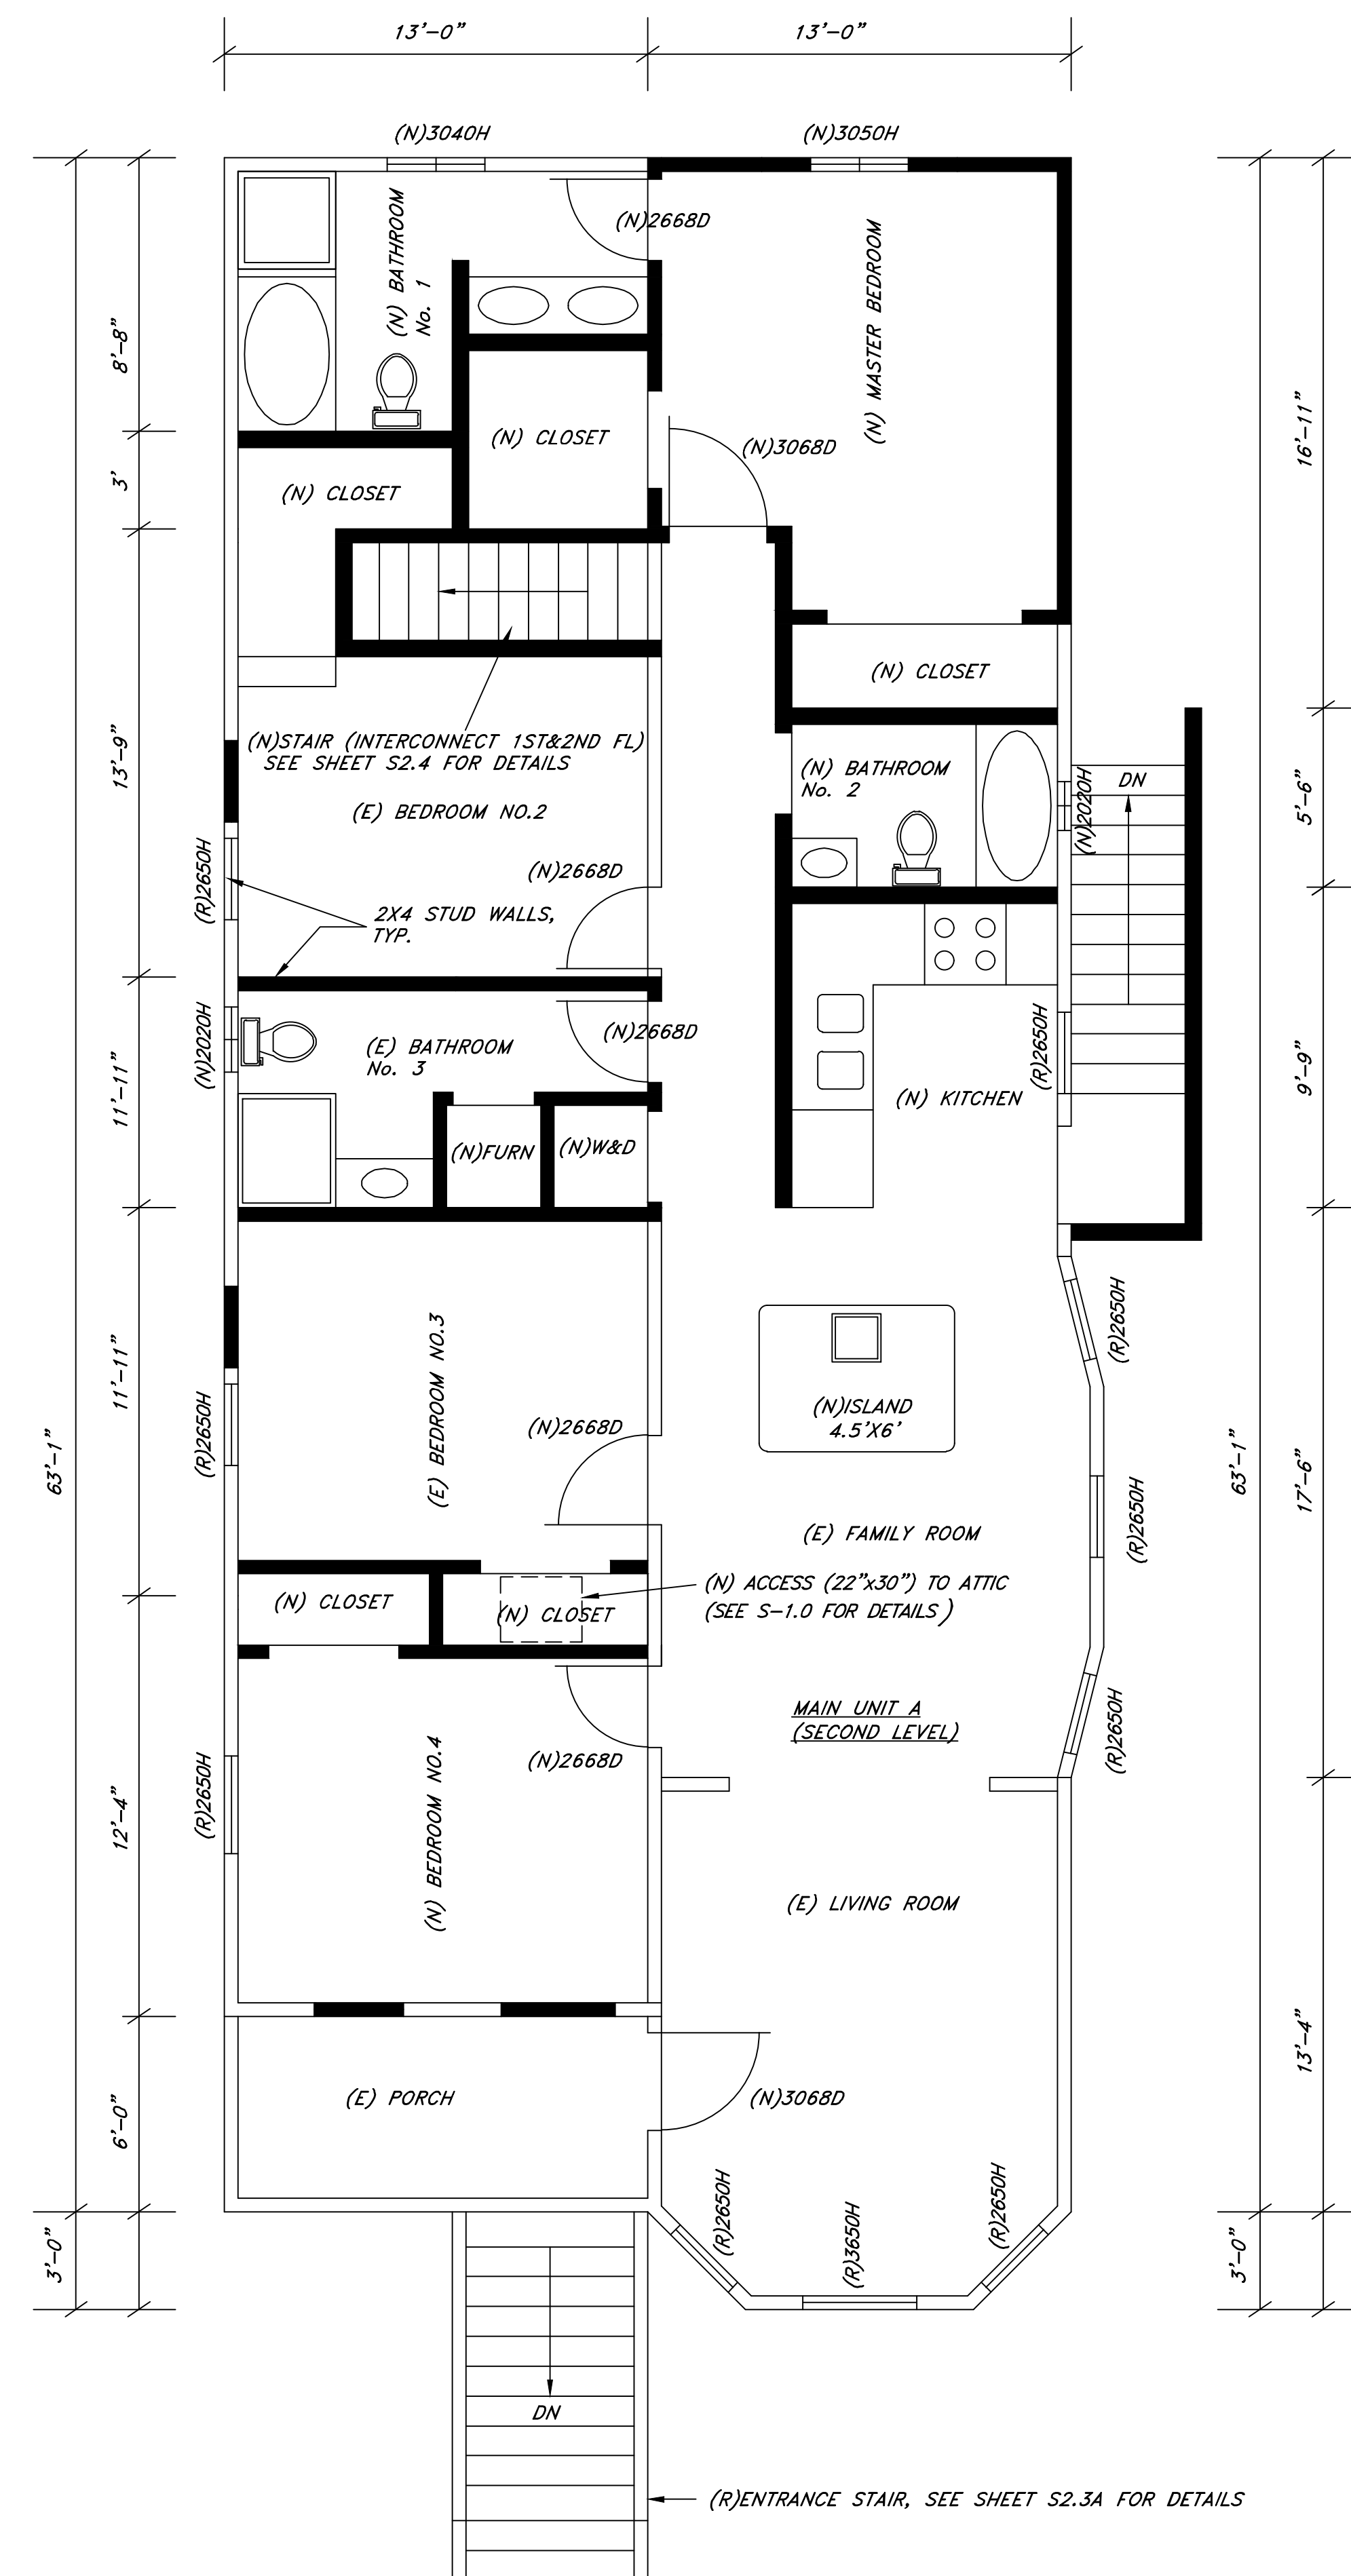 13'-0"
13'-0"
(N)3040H
(N)3050H
(N)2668D
(N) BATHROOM
No. 1
(N) MASTER BEDROOM
8'-8"
16'-11"
(N) CLOSET
(N)3068D
3'
(N) CLOSET
(N) CLOSET
(N)STAIR (INTERCONNECT 1ST&2ND FL)
SEE SHEET S2.4 FOR DETAILS
13'-9"
(N) BATHROOM
No. 2
(N)2020H
DN
5'-6"
(E) BEDROOM NO.2
(R)2650H
(N)2668D
2X4 STUD WALLS,
TYP.
(N)2020H
(E) BATHROOM
No. 3
(N)2668D
(R)2650H
9'-9"
11'-11"
(N) KITCHEN
(N)FURN
(N)W&D
(R)2650H
11'-11"
(E) BEDROOM NO.3
(N)ISLAND
4.5'X6'
(R)2650H
(N)2668D
63'-1"
63'-1"
17'-6"
(R)2650H
(E) FAMILY ROOM
(N) ACCESS (22"x30") TO ATTIC
(SEE S-1.0 FOR DETAILS )
(N) CLOSET
(N) CLOSET
MAIN UNIT A
(SECOND LEVEL)
(R)2650H
(N)2668D
(R)2650H
12'-4"
(N) BEDROOM NO.4
(E) LIVING ROOM
13'-4"
(E) PORCH
(N)3068D
6'-0"
(R)2650H
(R)3650H
(R)2650H
3'-0"
3'-0"
DN
(R)ENTRANCE STAIR, SEE SHEET S2.3A FOR DETAILS